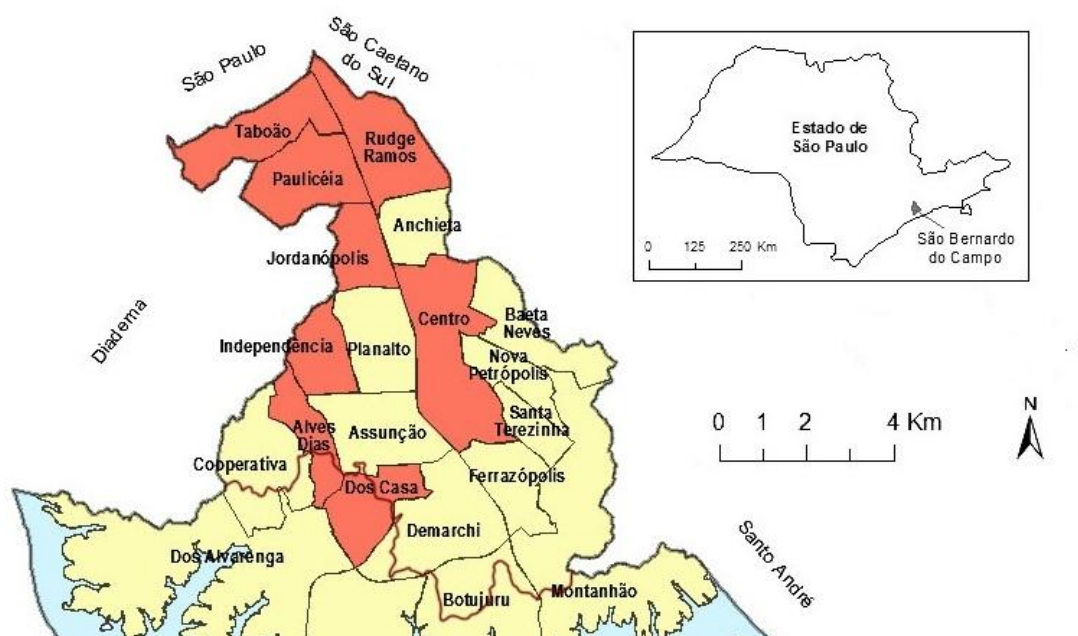 São Paulo
São Caetano
do Sul
Taboão
Rudge
Ramos
Paulicéia
Anchieta
Jordanópolis
Diadema
Centro
Baeta
Neves
Independência
Planalto
Nova
Petrópolis
Santa
Terezinha
Alves
Dias
Assunção
Cooperativa
Ferrazópolis
Dos Casa
Demarchi
Dos Alvarenga
Botujuru
Montanhão
Santo André
Estado de
São Paulo
0 125 250 Km
São Bernardo
do Campo
0 1 2 4 Km
N